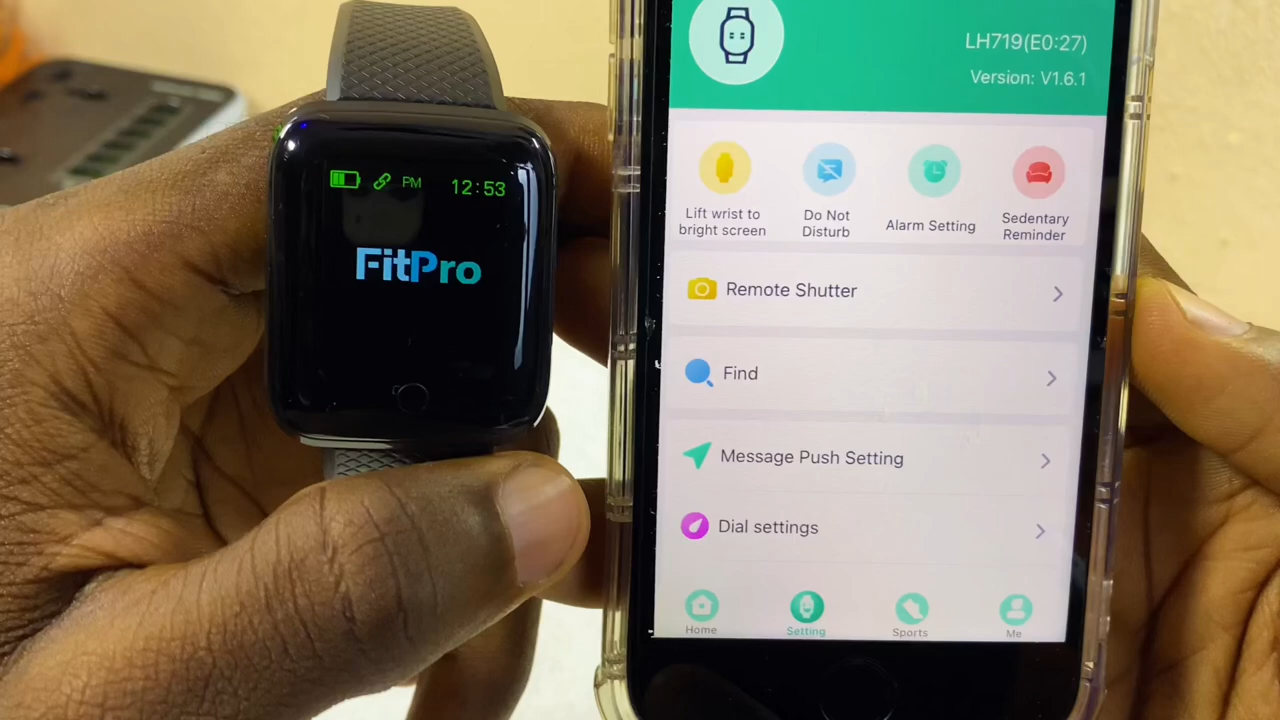 PM 12:53
FitPro
LH719(E0:27)
Version: V1.6.1
Lift wrist to
bright screen
Do Not
Disturb
Alarm Setting
Sedentary
Reminder
Remote Shutter
Find
Message Push Setting
Dial settings
Home
Setting
Sports
Me